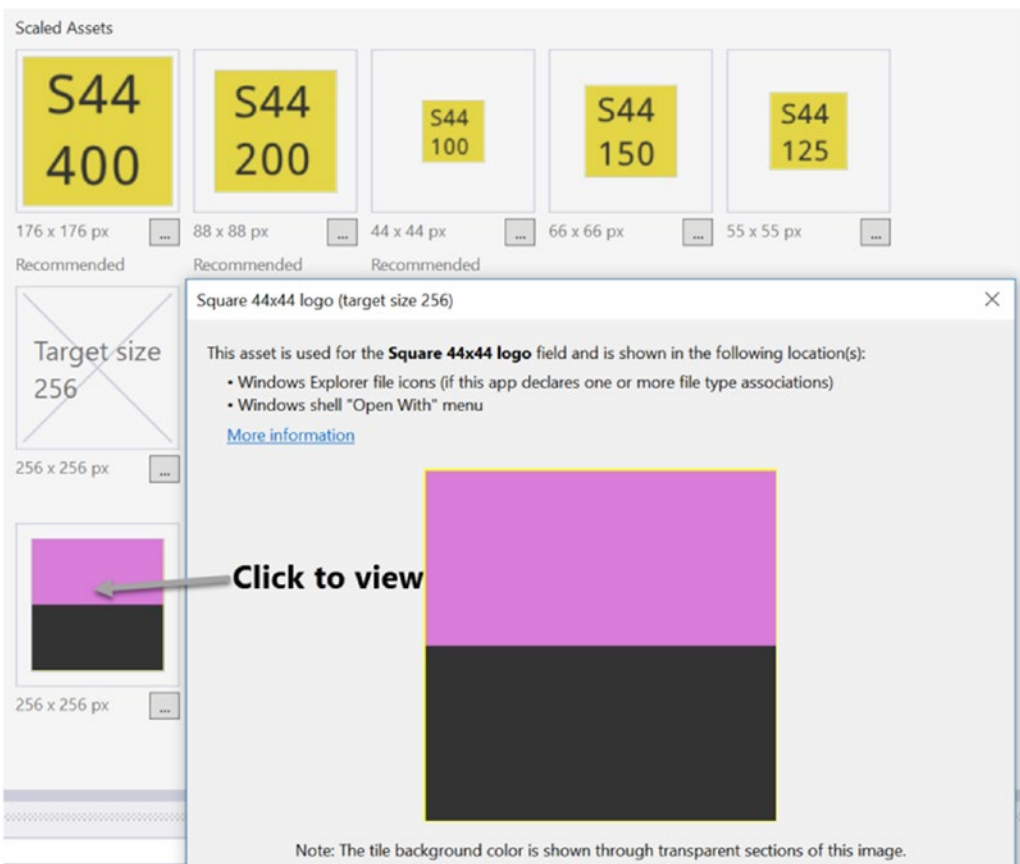 Scaled Assets
S44
400
S44
200
S44
100
S44
150
S44
125
176 x 176 px ...
88 x 88 px ...
44 x 44 px ...
66 x 66 px ...
55 x 55 px ...
Recommended
Recommended
Recommended
Target size
256
256 x 256 px ...
256 x 256 px ...
Square 44x44 logo (target size 256)
This asset is used for the Square 44x44 logo field and is shown in the following location(s):
• Windows Explorer file icons (if this app declares one or more file type associations)
• Windows shell "Open With" menu
More information
Click to view
Note: The tile background color is shown through transparent sections of this image.